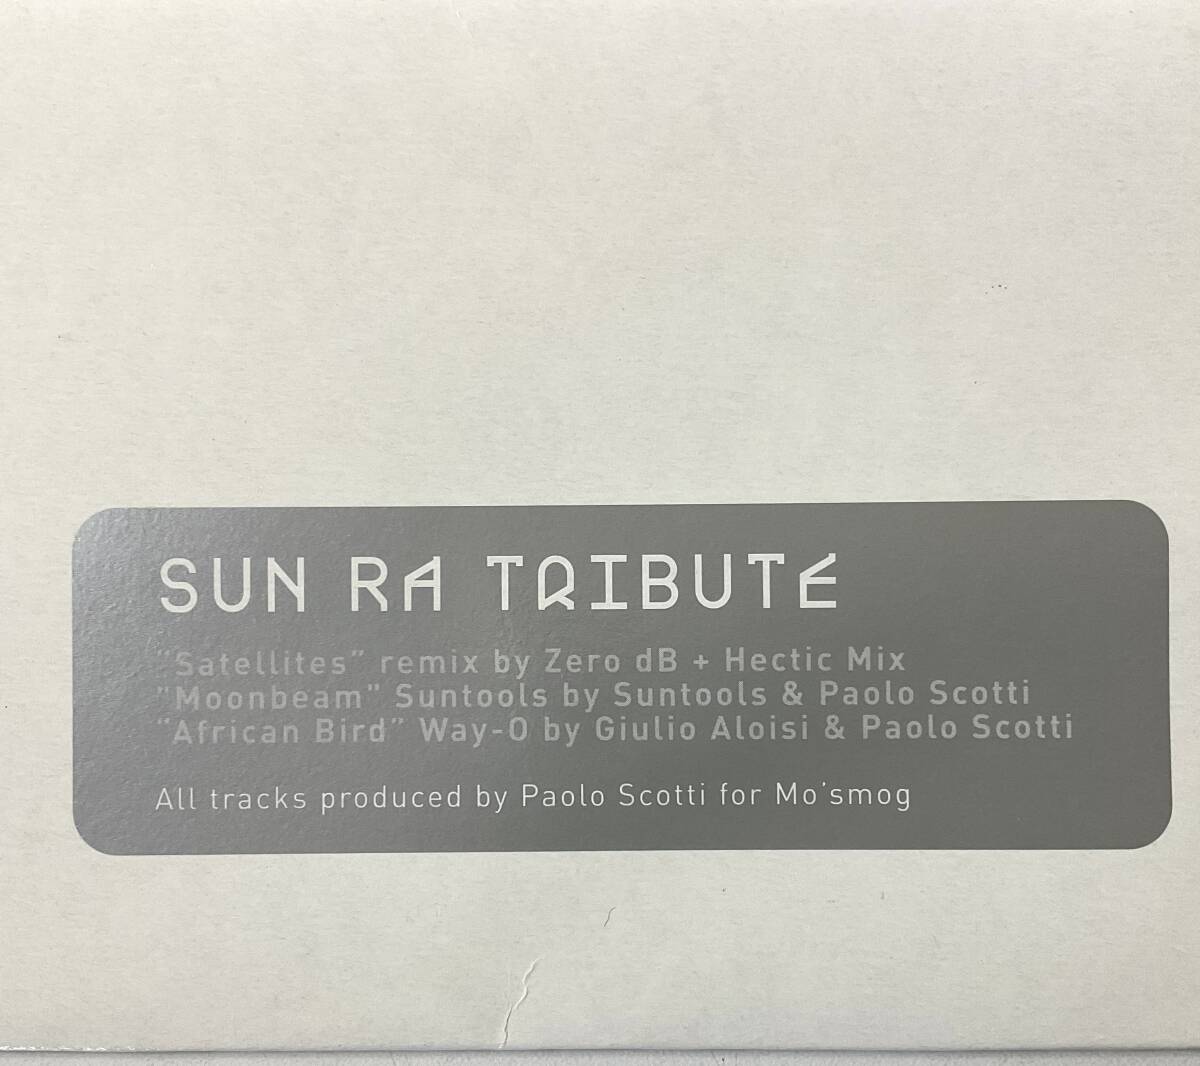 SUN RA TRIBUTE
“Satellites” remix by Zero dB + Hectic Mix
"Moonbeam" Suntools by Suntools & Paolo Scotti
“African Bird” Way-O by Giulio Aloisi & Paolo Scotti
All tracks produced by Paolo Scotti for Mo'smog